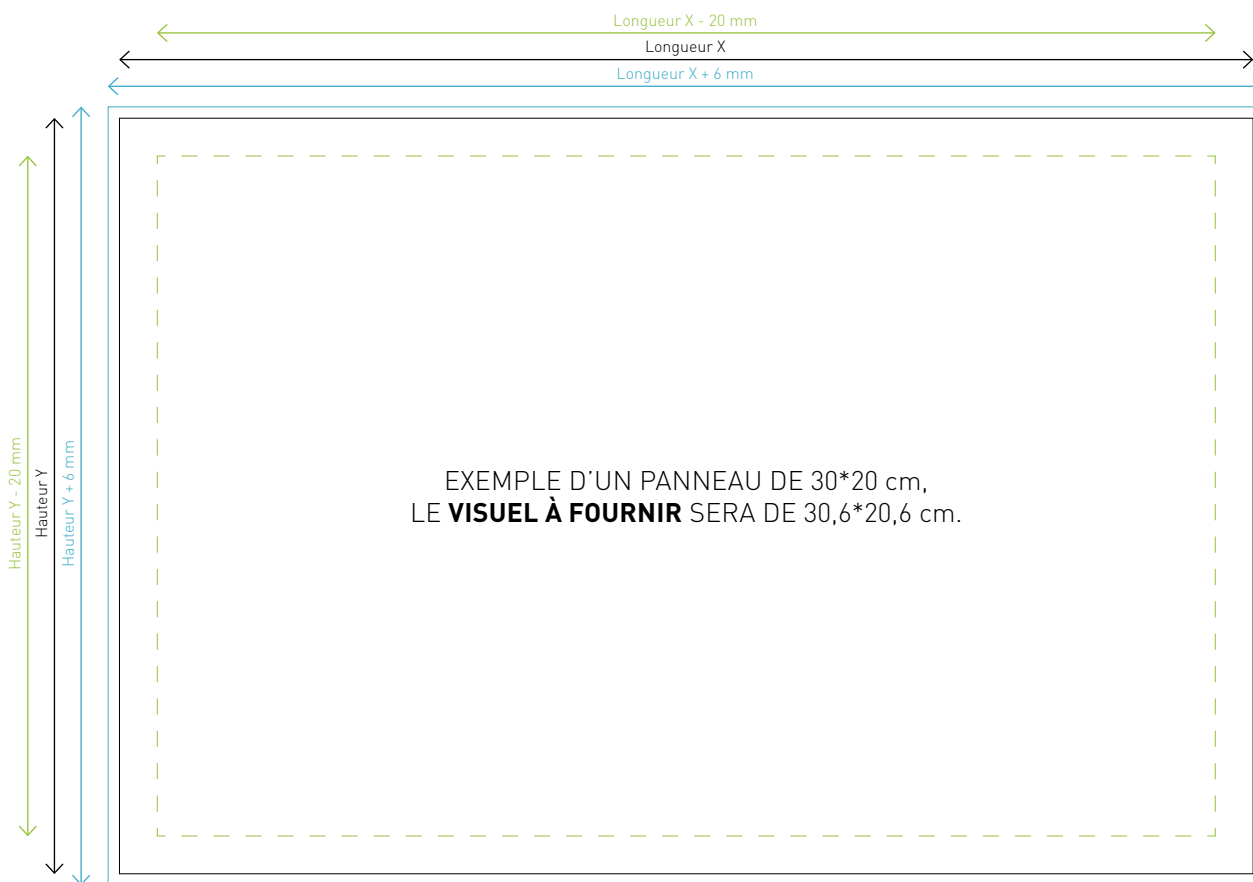 Longueur X - 20 mm
Longueur X
Longueur X + 6 mm
Hauteur Y - 20 mm
Hauteur Y
Hauteur Y + 6 mm
EXEMPLE D'UN PANNEAU DE 30*20 cm,
LE VISUEL À FOURNIR SERA DE 30,6*20,6 cm.